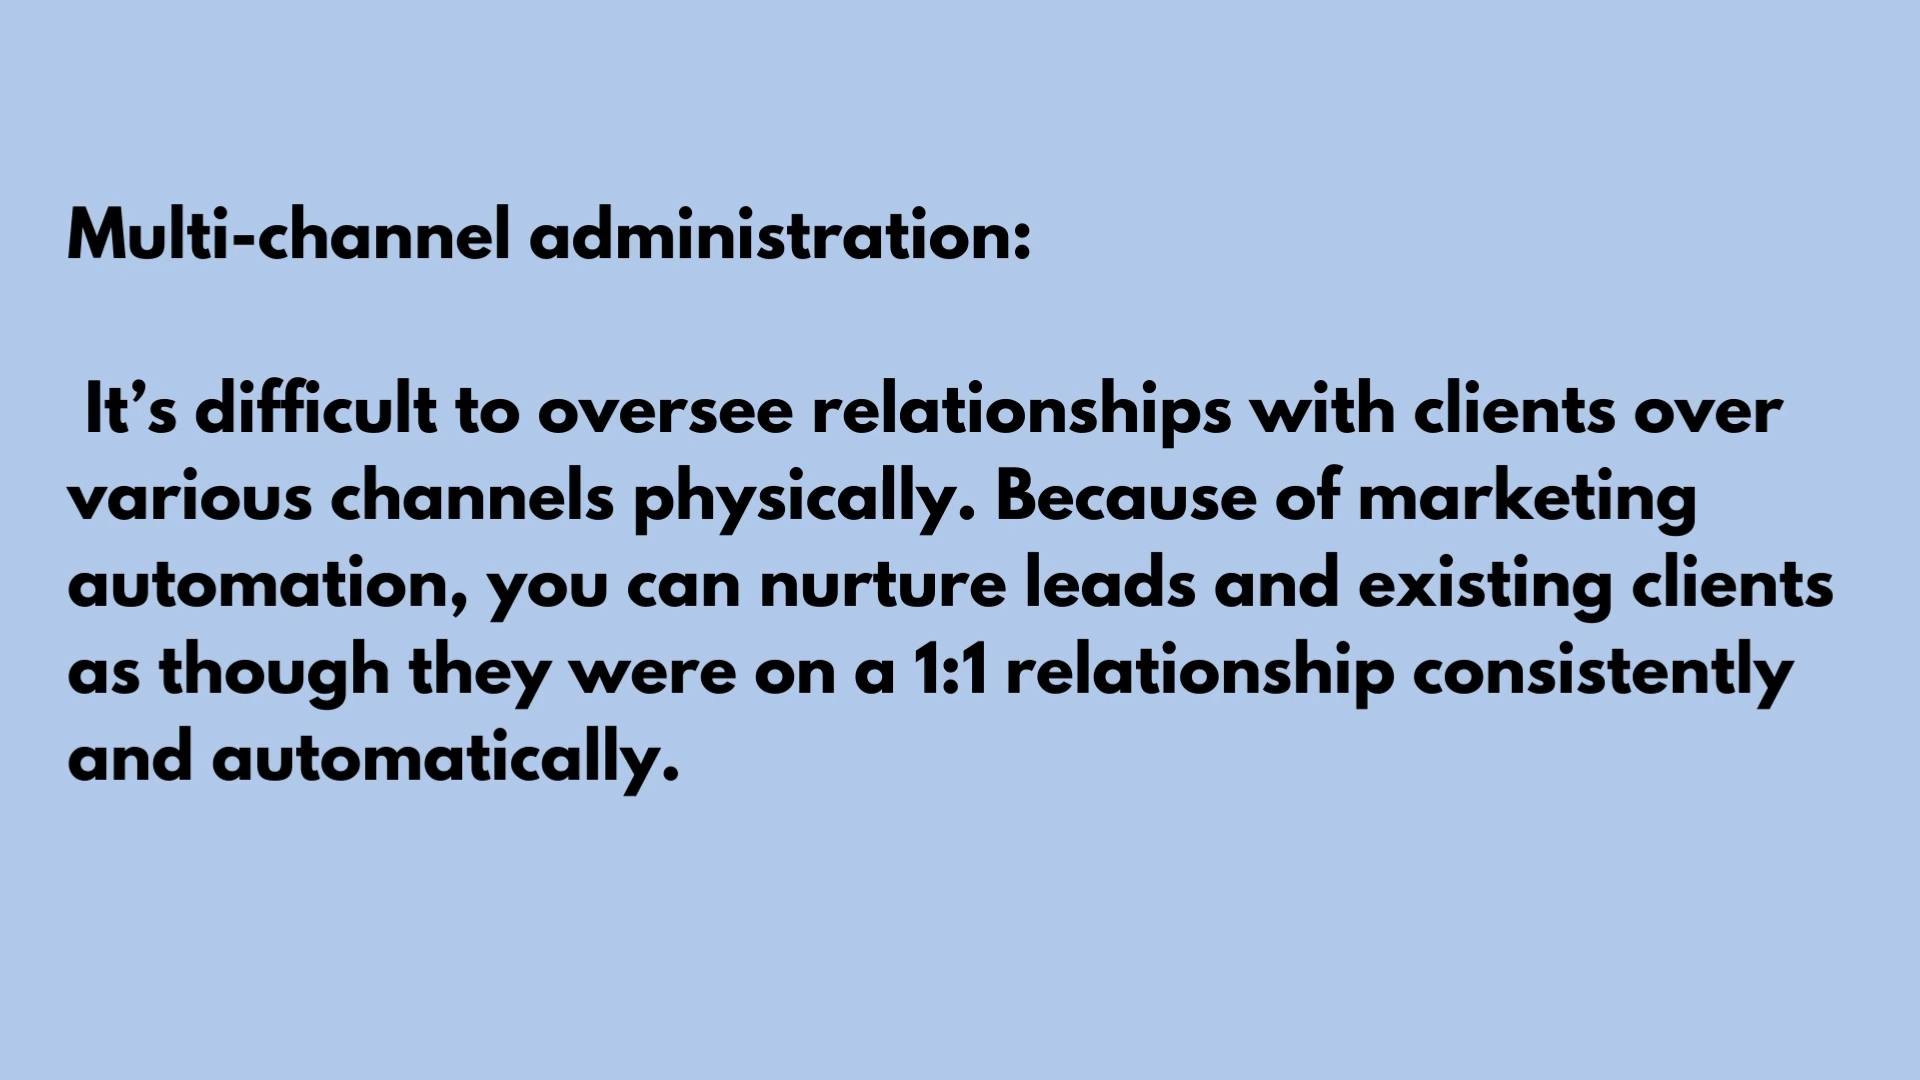 Multi-channel administration:
It’s difficult to oversee relationships with clients over
various channels physically. Because of marketing
automation, you can nurture leads and existing clients
as though they were on a 1:1 relationship consistently
and automatically.